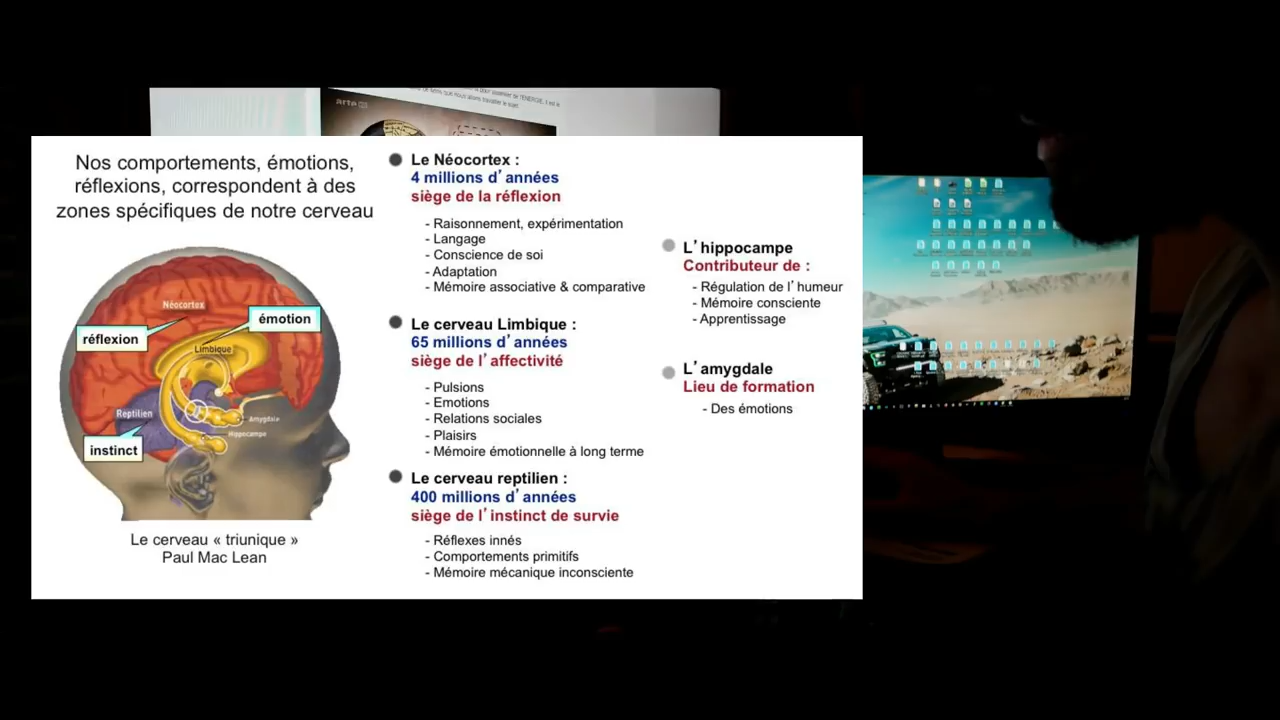 arte
Nos comportements, émotions,
réflexions, correspondent à des
zones spécifiques de notre cerveau
Néocortex
émotion
réflexion
Limbique
Reptilien
Amygdale
Hippocampe
instinct
Le cerveau « triunique »
Paul Mac Lean
Le Néocortex :
4 millions d’années
siège de la réflexion
- Raisonnement, expérimentation
- Langage
- Conscience de soi
- Adaptation
- Mémoire associative & comparative
Le cerveau Limbique :
65 millions d’années
siège de l’affectivité
- Pulsions
- Emotions
- Relations sociales
- Plaisirs
- Mémoire émotionnelle à long terme
Le cerveau reptilien :
400 millions d’années
siège de l’instinct de survie
- Réflexes innés
- Comportements primitifs
- Mémoire mécanique inconsciente
L’hippocampe
Contributeur de :
- Régulation de l’humeur
- Mémoire consciente
- Apprentissage
L’amygdale
Lieu de formation
- Des émotions